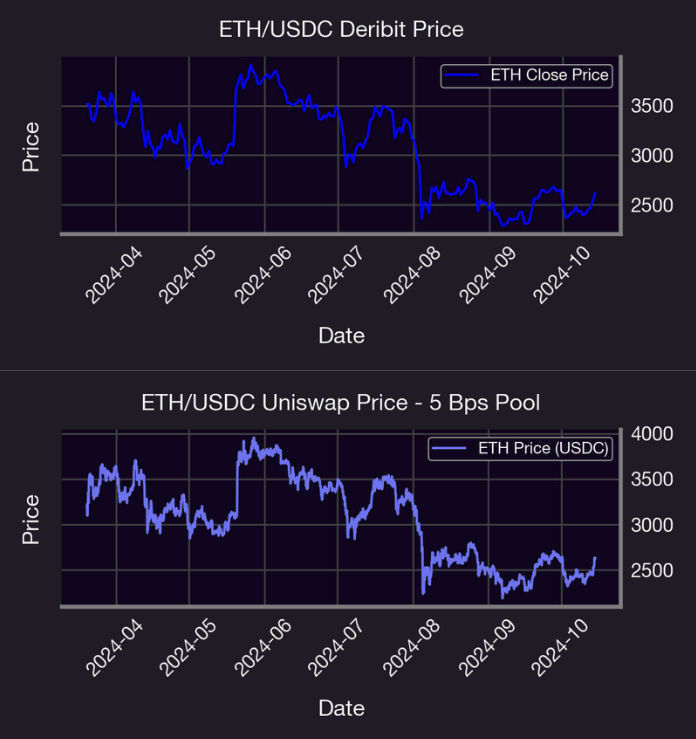 ETH/USDC Deribit Price
ETH Close Price
Price
3500
3000
2500
2024-04
2024-05
2024-06
2024-07
2024-08
2024-09
2024-10
Date
ETH/USDC Uniswap Price - 5 Bps Pool
ETH Price (USDC)
Price
4000
3500
3000
2500
2024-04
2024-05
2024-06
2024-07
2024-08
2024-09
2024-10
Date